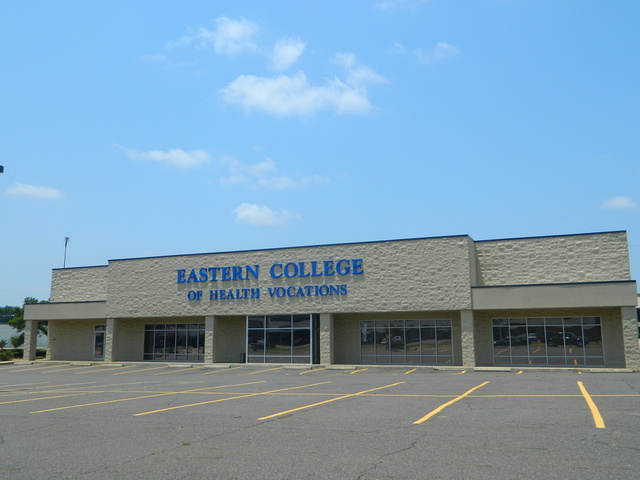 EASTERN COLLEGE
OF HEALTH VOCATIONS